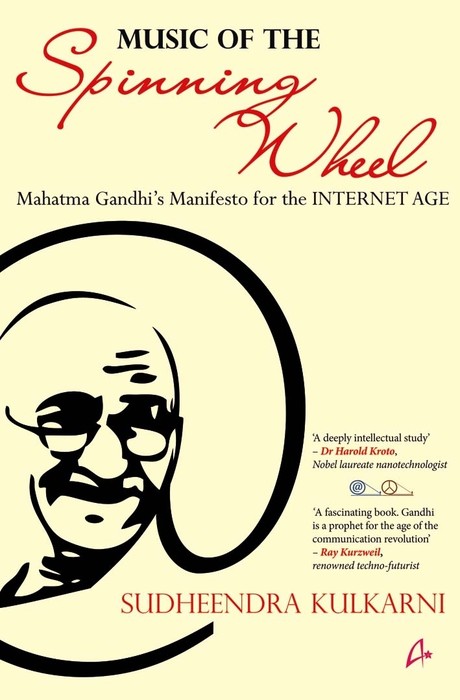 MUSIC OF THE
Spinning
Wheel
Mahatma Gandhi's Manifesto for the INTERNET AGE
'A deeply intellectual study'
– Dr Harold Kroto,
Nobel laureate nanotechnologist
@
'A fascinating book. Gandhi
is a prophet for the age of the
communication revolution'
– Ray Kurzweil,
renowned techno-futurist
SUDHEENDRA KULKARNI
A